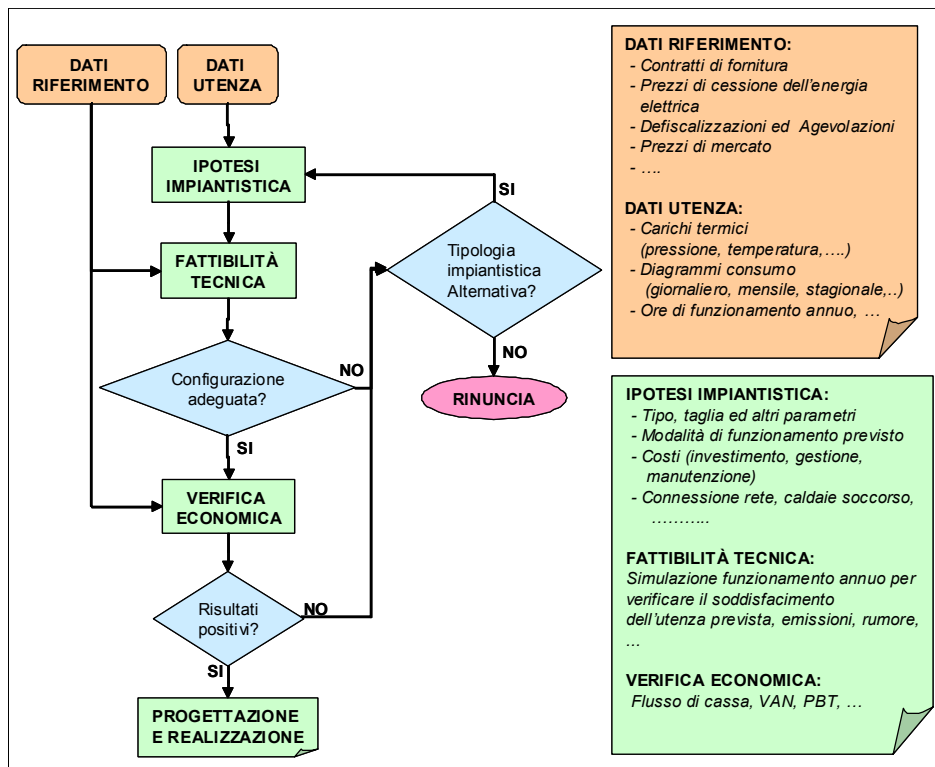 DATI
RIFERIMENTO
DATI
UTENZA
IPOTESI
IMPIANTISTICA
SI
FATTIBILITÀ
TECNICA
Tipologia
impiantistica
Alternativa?
NO
RINUNCIA
Configurazione
adeguata?
NO
SI
VERIFICA
ECONOMICA
Risultati
positivi?
NO
SI
PROGETTAZIONE
E REALIZZAZIONE
DATI RIFERIMENTO:
- Contratti di fornitura
- Prezzi di cessione dell'energia
elettrica
- Defiscalizzazioni ed Agevolazioni
- Prezzi di mercato
- ....
DATI UTENZA:
- Carichi termici
(pressione, temperatura,....)
- Diagrammi consumo
(giornaliero, mensile, stagionale,..)
- Ore di funzionamento annuo, ...
IPOTESI IMPIANTISTICA:
- Tipo, taglia ed altri parametri
- Modalità di funzionamento previsto
- Costi (investimento, gestione,
manutenzione)
- Connessione rete, caldaie soccorso,
...........
FATTIBILITÀ TECNICA:
Simulazione funzionamento annuo per
verificare il soddisfacimento
dell'utenza prevista, emissioni, rumore,
...
VERIFICA ECONOMICA:
Flusso di cassa, VAN, PBT, ...